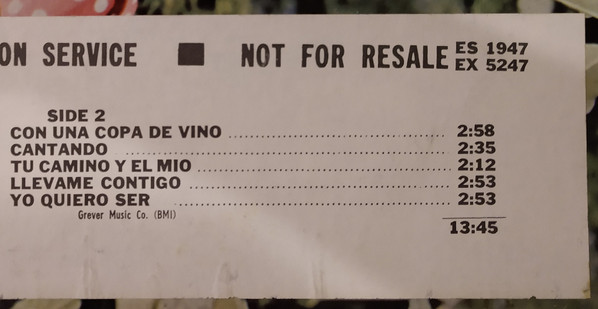 ON SERVICE ■ NOT FOR RESALE ES 1947
EX 5247
SIDE 2
CON UNA COPA DE VINO 2:58
CANTANDO 2:35
TU CAMINO Y EL MIO 2:12
LLEVAME CONTIGO 2:53
YO QUIERO SER 2:53
Grever Music Co. (BMI)
13:45